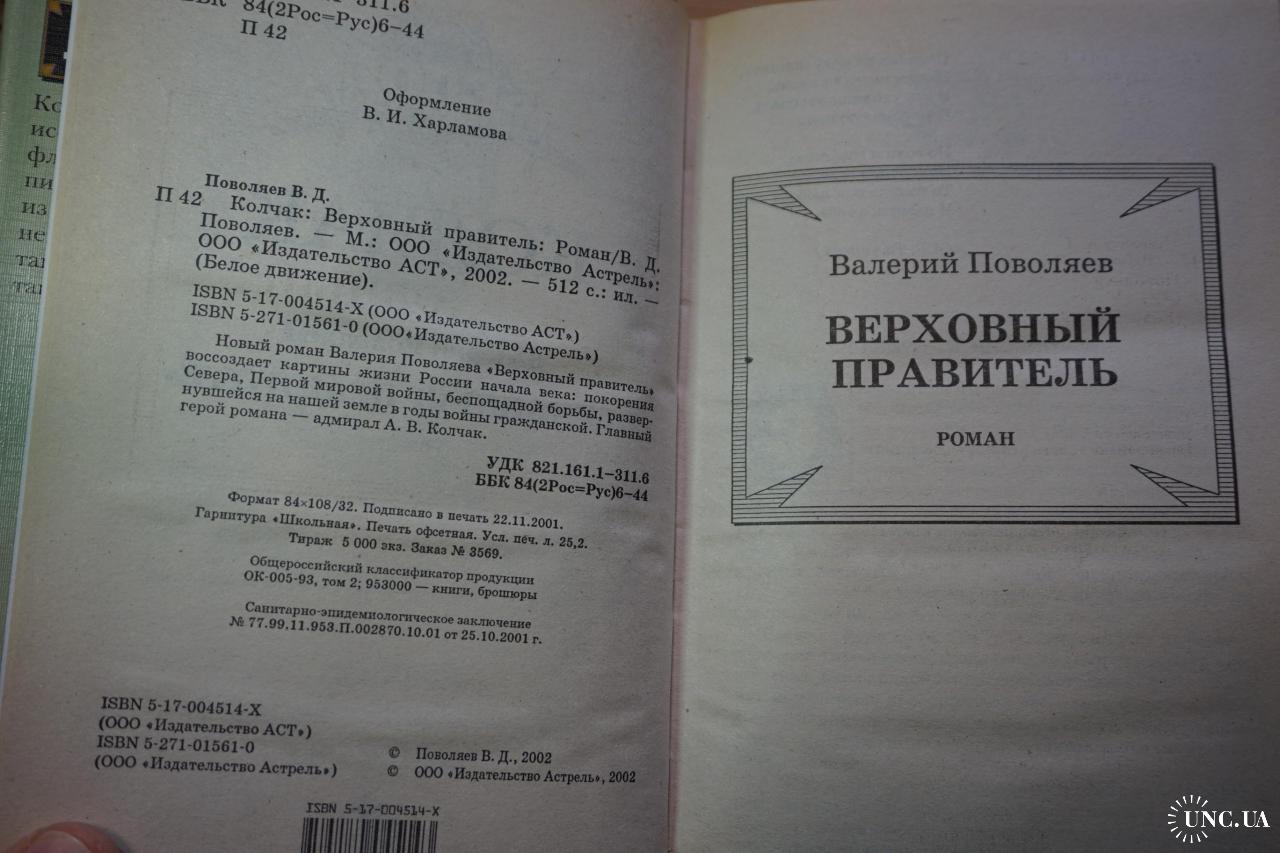 311.6
ББК 84(2Рос=Рус)6–44
П 42
Оформление
В. И. Харламова
Поволяев В. Д.
П 42 Колчак: Верховный правитель: Роман/В. Д.
Поволяев. — М.: ООО «Издательство Астрель»:
ООО «Издательство АСТ», 2002. — 512 с.: ил. —
(Белое движение).
ISBN 5-17-004514-X (ООО «Издательство АСТ»)
ISBN 5-271-01561-0 (ООО«Издательство Астрель»)
Новый роман Валерия Поволяева «Верховный правитель»
воссоздает картины жизни России начала века: покорения
Севера, Первой мировой войны, беспощадной борьбы, развер-
нувшейся на нашей земле в годы войны гражданской. Главный
герой романа — адмирал А. В. Колчак.
УДК 821.161.1–311.6
ББК 84(2Рос=Рус)6–44
Формат 84×108/32. Подписано в печать 22.11.2001.
Гарнитура «Школьная». Печать офсетная. Усл. печ. л. 25,2.
Тираж 5 000 экз. Заказ № 3569.
Общероссийский классификатор продукции
ОК-005-93, том 2; 953000 — книги, брошюры
Санитарно-эпидемиологическое заключение
№ 77.99.11.953.П.002870.10.01 от 25.10.2001 г.
ISBN 5-17-004514-X
(ООО «Издательство АСТ»)
ISBN 5-271-01561-0
(ООО «Издательство Астрель»)
© Поволяев В. Д., 2002
© ООО «Издательство Астрель», 2002
ISBN 5-17-004514-X
Валерий Поволяев
ВЕРХОВНЫЙ
ПРАВИТЕЛЬ
РОМАН
UNC.UA